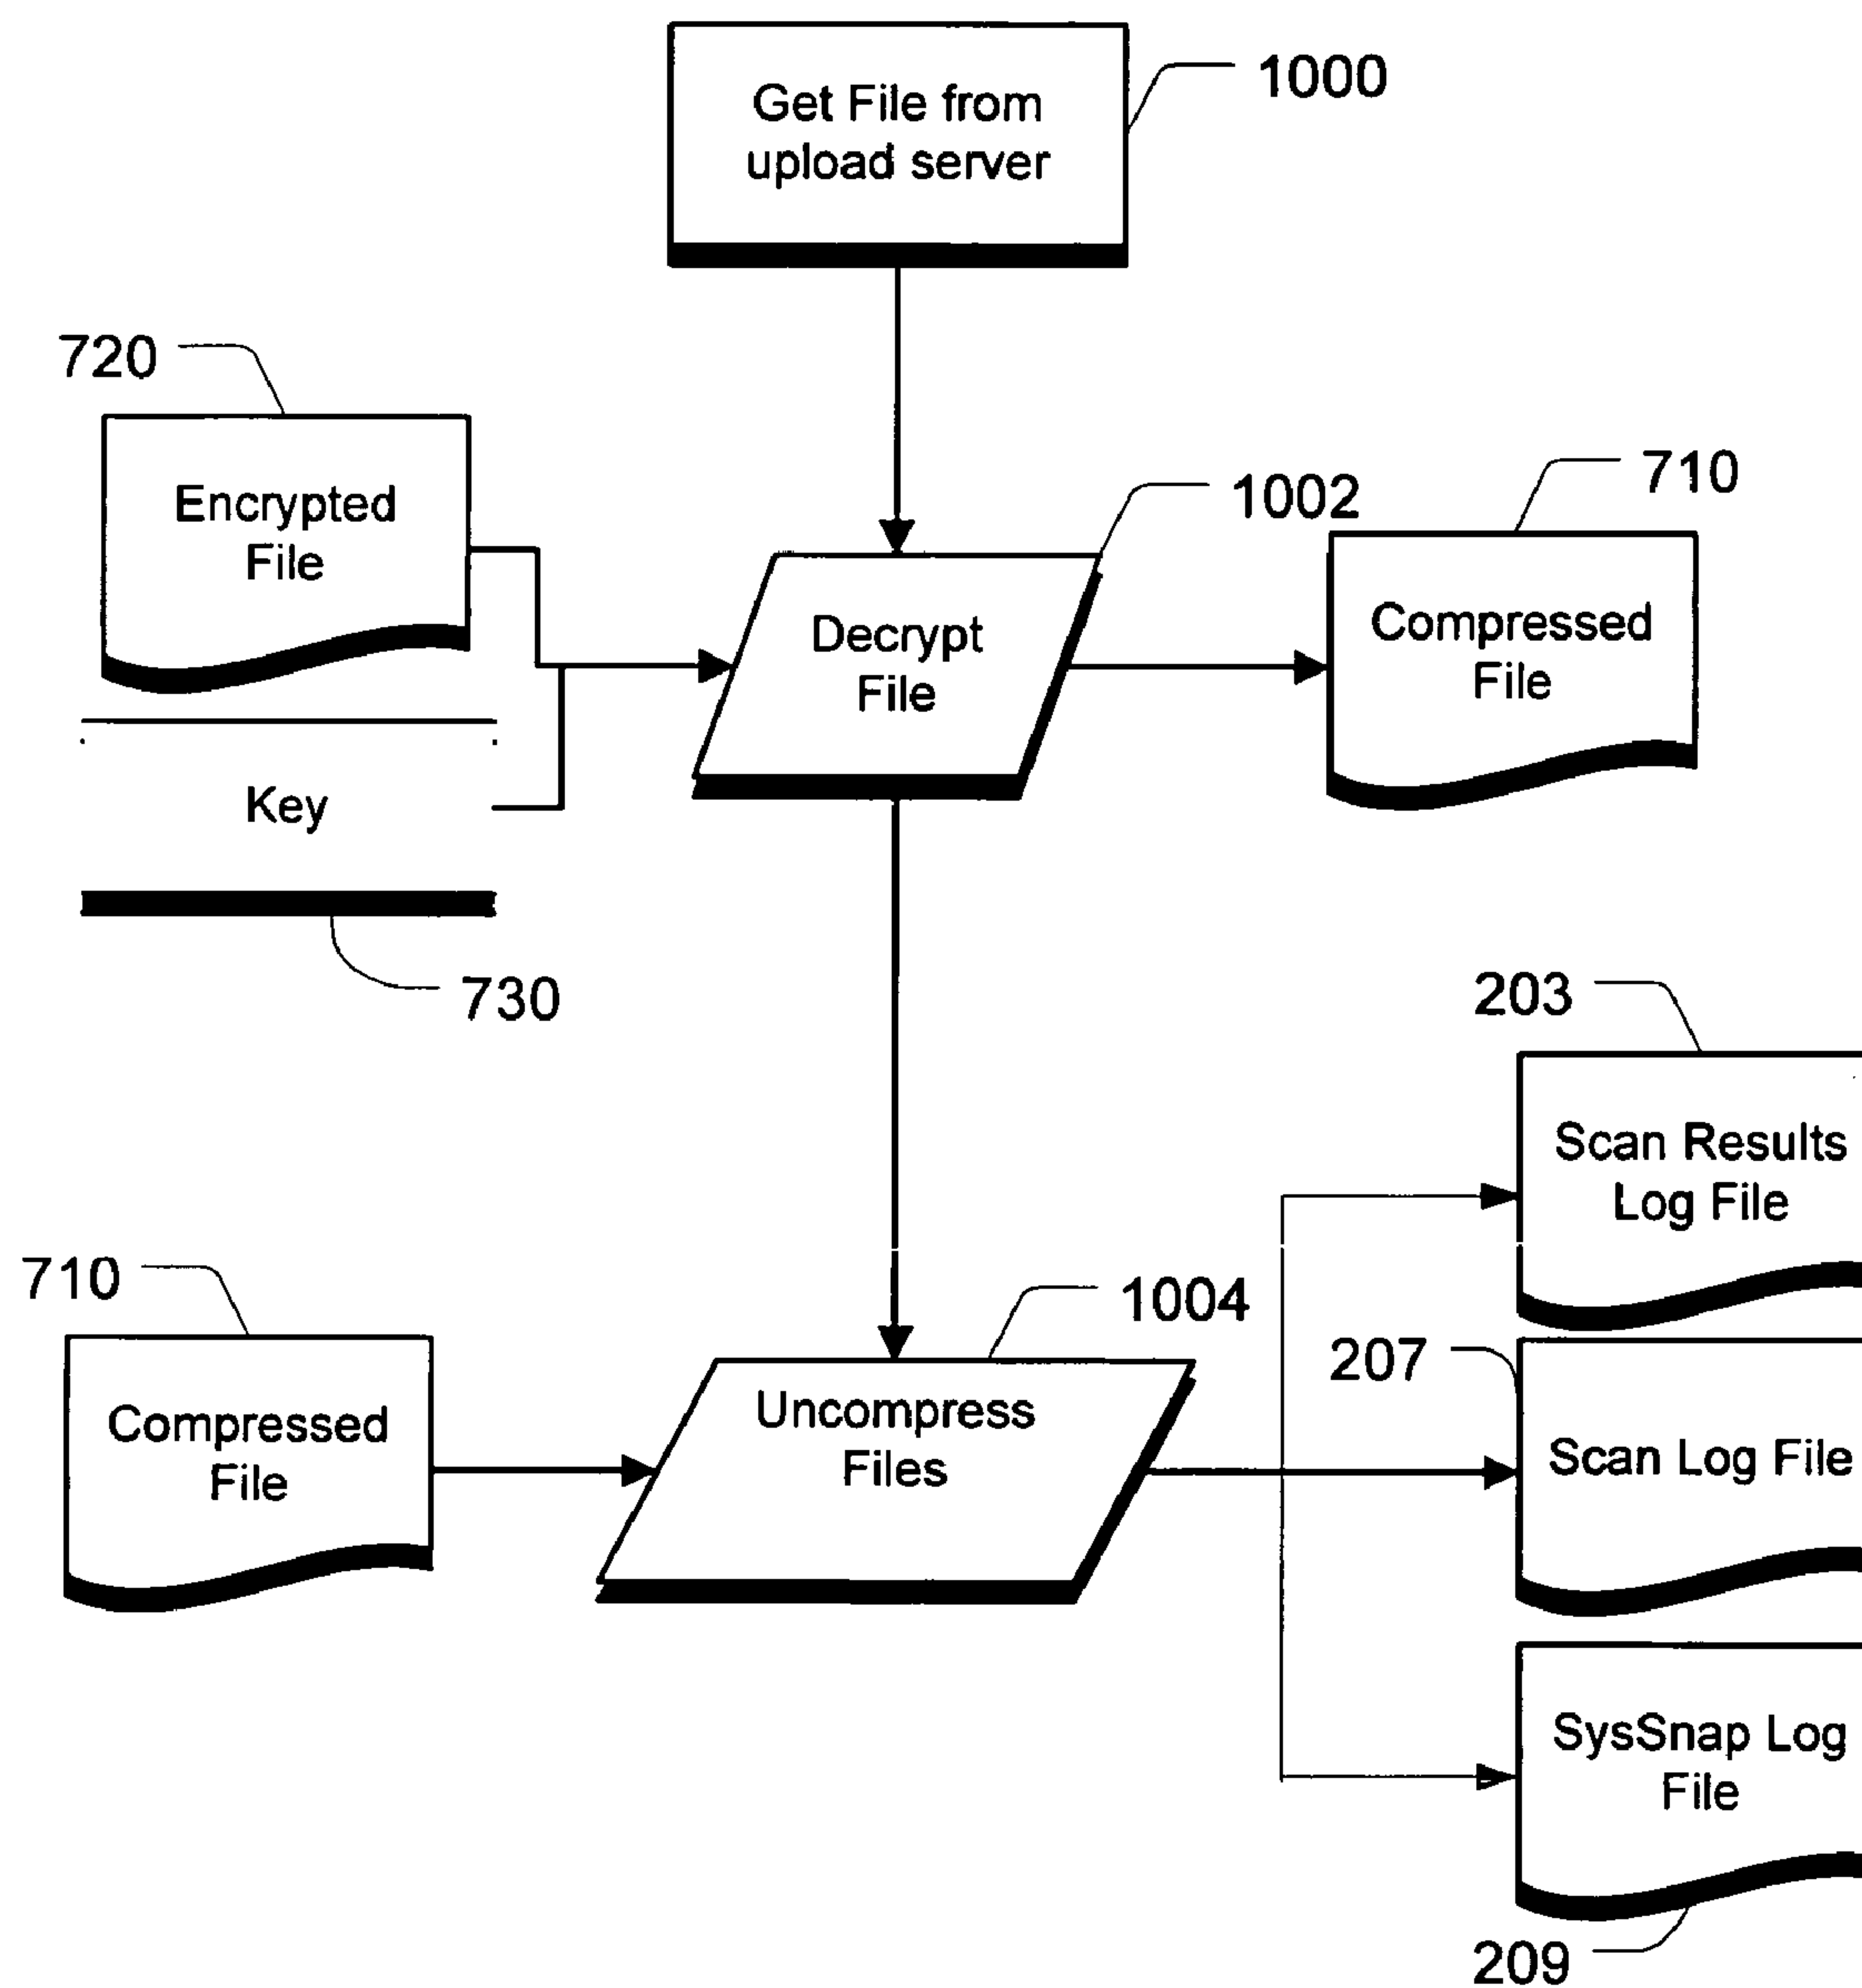 Get File from
upload server
1000
720
Encrypted
File
1002
Decrypt
File
710
Compressed
File
Key
730
203
Scan Results
Log File
710
Compressed
File
1004
Uncompress
Files
207
Scan Log File
SysSnap Log
File
209